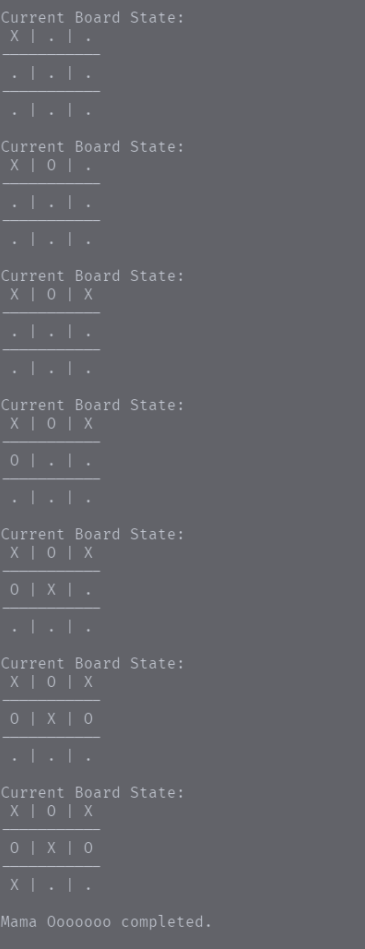 Current Board State:
X | . | .
. | . | .
. | . | .
Current Board State:
X | O | .
. | . | .
. | . | .
Current Board State:
X | O | X
. | . | .
. | . | .
Current Board State:
X | O | X
O | . | .
. | . | .
Current Board State:
X | O | X
O | X | .
. | . | .
Current Board State:
X | O | X
O | X | O
. | . | .
Current Board State:
X | O | X
O | X | O
X | . | .
Mama Ooooooo completed.